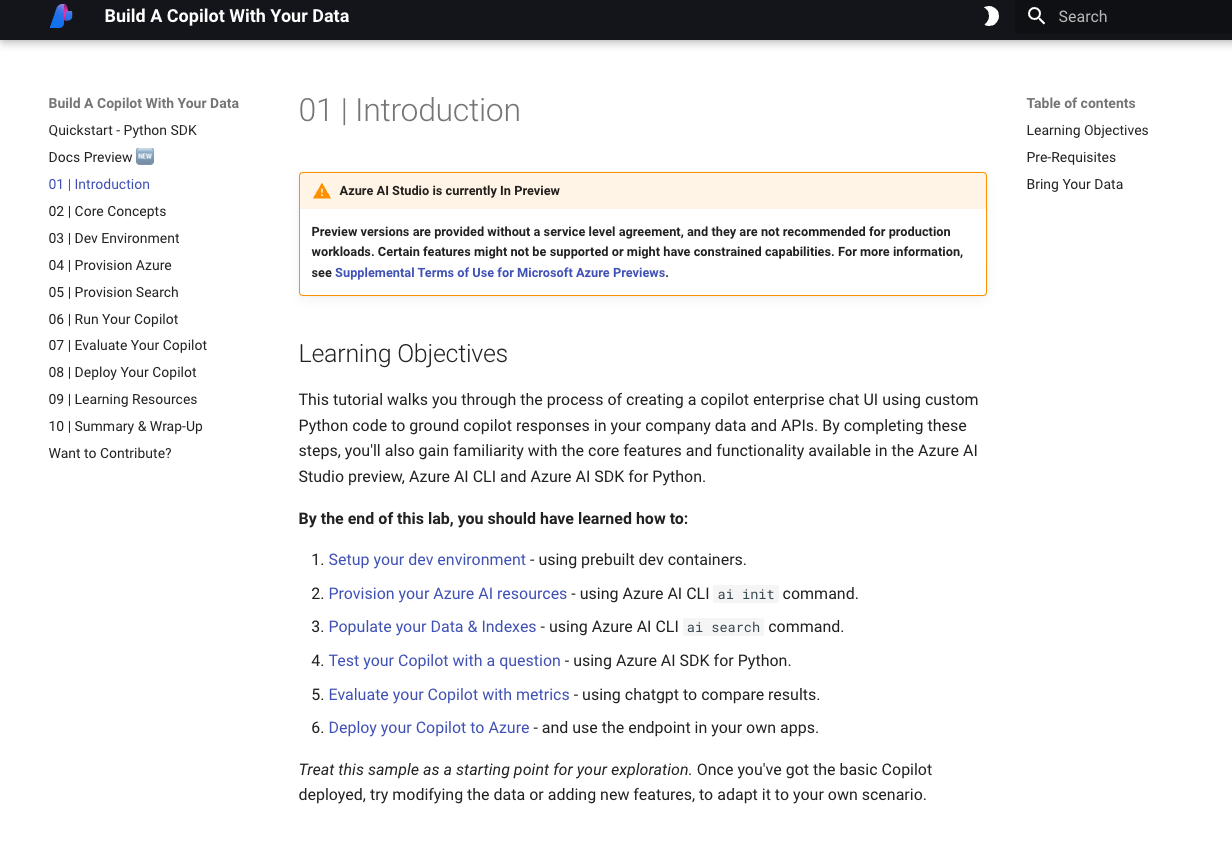 Build A Copilot With Your Data
Search
Build A Copilot With Your Data
Quickstart - Python SDK
Docs Preview 🆕
01 | Introduction
02 | Core Concepts
03 | Dev Environment
04 | Provision Azure
05 | Provision Search
06 | Run Your Copilot
07 | Evaluate Your Copilot
08 | Deploy Your Copilot
09 | Learning Resources
10 | Summary & Wrap-Up
Want to Contribute?
01 | Introduction
Azure AI Studio is currently In Preview
Preview versions are provided without a service level agreement, and they are not recommended for production
workloads. Certain features might not be supported or might have constrained capabilities. For more information,
see Supplemental Terms of Use for Microsoft Azure Previews.
Learning Objectives
This tutorial walks you through the process of creating a copilot enterprise chat UI using custom
Python code to ground copilot responses in your company data and APIs. By completing these
steps, you'll also gain familiarity with the core features and functionality available in the Azure AI
Studio preview, Azure AI CLI and Azure AI SDK for Python.
By the end of this lab, you should have learned how to:
1. Setup your dev environment - using prebuilt dev containers.
2. Provision your Azure AI resources - using Azure AI CLI ai init command.
3. Populate your Data & Indexes - using Azure AI CLI ai search command.
4. Test your Copilot with a question - using Azure AI SDK for Python.
5. Evaluate your Copilot with metrics - using chatgpt to compare results.
6. Deploy your Copilot to Azure - and use the endpoint in your own apps.
Treat this sample as a starting point for your exploration. Once you've got the basic Copilot
deployed, try modifying the data or adding new features, to adapt it to your own scenario.
Table of contents
Learning Objectives
Pre-Requisites
Bring Your Data